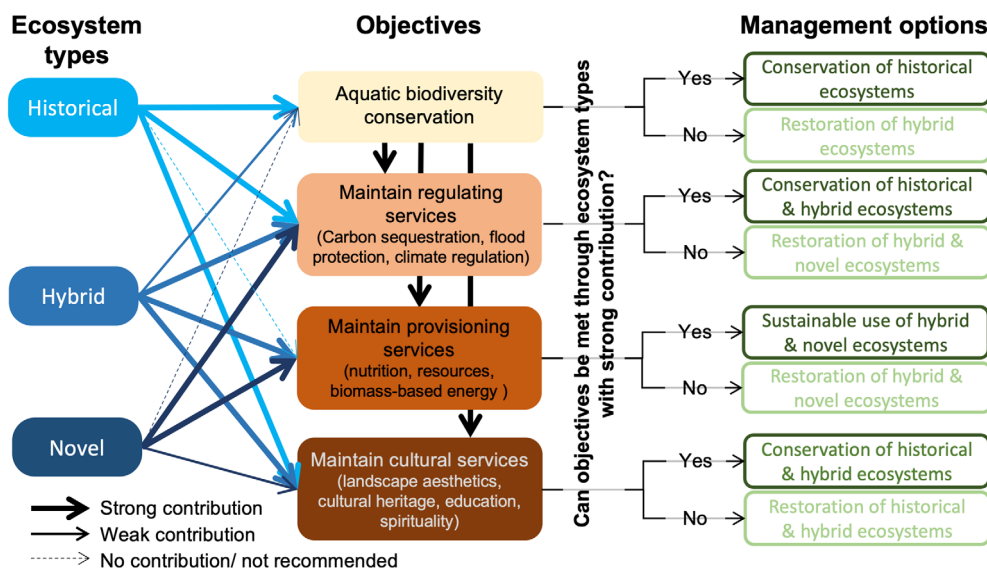 Ecosystem
types
Objectives
Management options
Historical
Hybrid
Novel
Aquatic biodiversity
conservation
Maintain regulating
services
(Carbon sequestration, flood
protection, climate regulation)
Maintain provisioning
services
(nutrition, resources,
biomass-based energy )
Maintain cultural services
(landscape aesthetics,
cultural heritage, education,
spirituality)
Can objectives be met through ecosystem types
with strong contribution?
Yes
Conservation of historical
ecosystems
No
Restoration of hybrid
ecosystems
Yes
Conservation of historical
& hybrid ecosystems
No
Restoration of hybrid &
novel ecosystems
Yes
Sustainable use of hybrid
& novel ecosystems
No
Restoration of hybrid &
novel ecosystems
Yes
Conservation of historical
& hybrid ecosystems
No
Restoration of historical
& hybrid ecosystems
Strong contribution
Weak contribution
No contribution/ not recommended